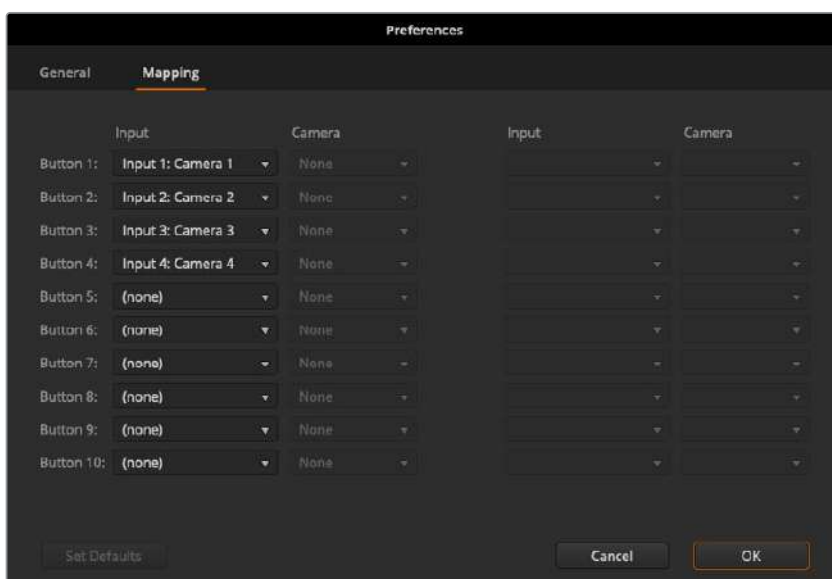 Preferences
General Mapping
Input Camera Input Camera
Button 1: Input 1: Camera 1 None
Button 2: Input 2: Camera 2 None
Button 3: Input 3: Camera 3 None
Button 4: Input 4: Camera 4 None
Button 5: (none) None
Button 6: (none) None
Button 7: (none) None
Button 8: (none) None
Button 9: (none) None
Button 10: (none) None
Set Defaults Cancel OK